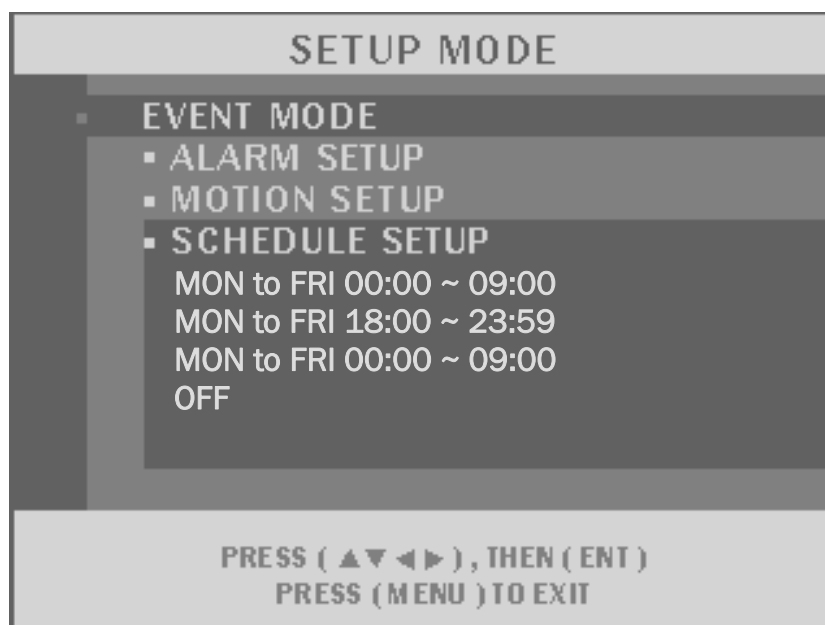 SETUP MODE
EVENT MODE
ALARM SETUP
MOTION SETUP
SCHEDULE SETUP
MON to FRI 00:00 ~ 09:00
MON to FRI 18:00 ~ 23:59
MON to FRI 00:00 ~ 09:00
OFF
PRESS ( ▲▼ ◀ ▶ ) , THEN ( ENT )
PRESS ( MENU ) TO EXIT